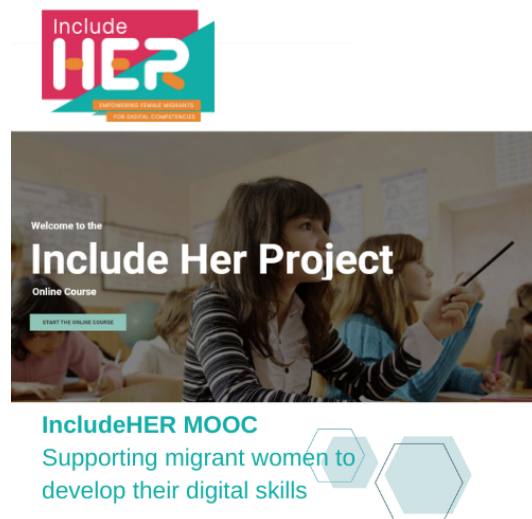 Include
HER
EMPOWERING FEMALE MIGRANTS
FOR DIGITAL COMPETENCIES
Welcome to the
Include Her Project
Online Course
START THE ONLINE COURSE
IncludeHER MOOC
Supporting migrant women to
develop their digital skills